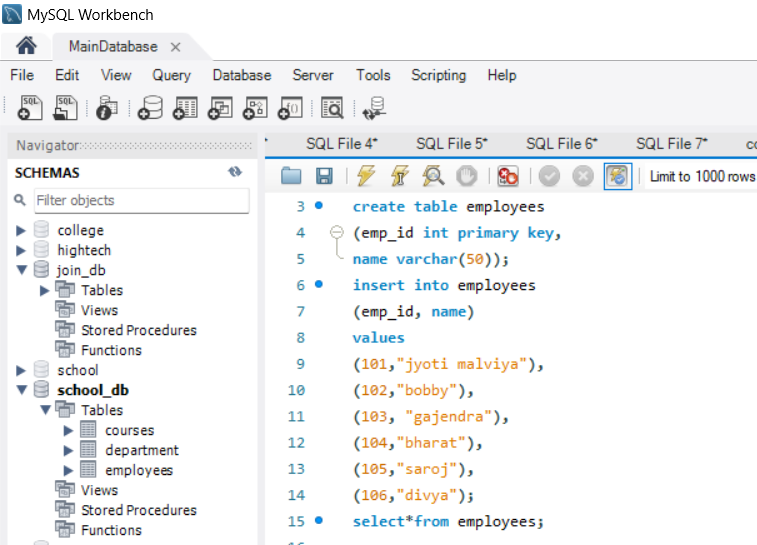 MySQL Workbench
MainDatabase
File Edit View Query Database Server Tools Scripting Help
SQL SQL
Navigator
SCHEMAS
Filter objects
college
hightech
join_db
Tables
Views
Stored Procedures
Functions
school
school_db
Tables
courses
department
employees
Views
Stored Procedures
Functions
SQL File 4* SQL File 5* SQL File 6* SQL File 7* co
Limit to 1000 rows
3 create table employees
4 (emp_id int primary key,
5 name varchar(50));
6 insert into employees
7 (emp_id, name)
8 values
9 (101,"jyoti malviya"),
10 (102,"bobby"),
11 (103, "gajendra"),
12 (104,"bharat"),
13 (105,"saroj"),
14 (106,"divya");
15 select*from employees;